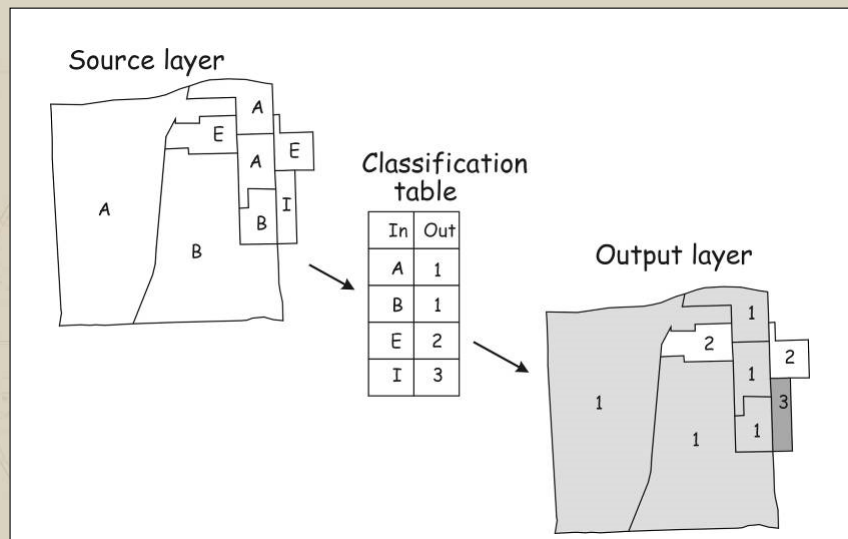 Source layer
A
E
A
E
A
I
A
B
B
Classification
table
In Out
A 1
B 1
E 2
I 3
Output layer
1
2
2
1
3
1
1
1